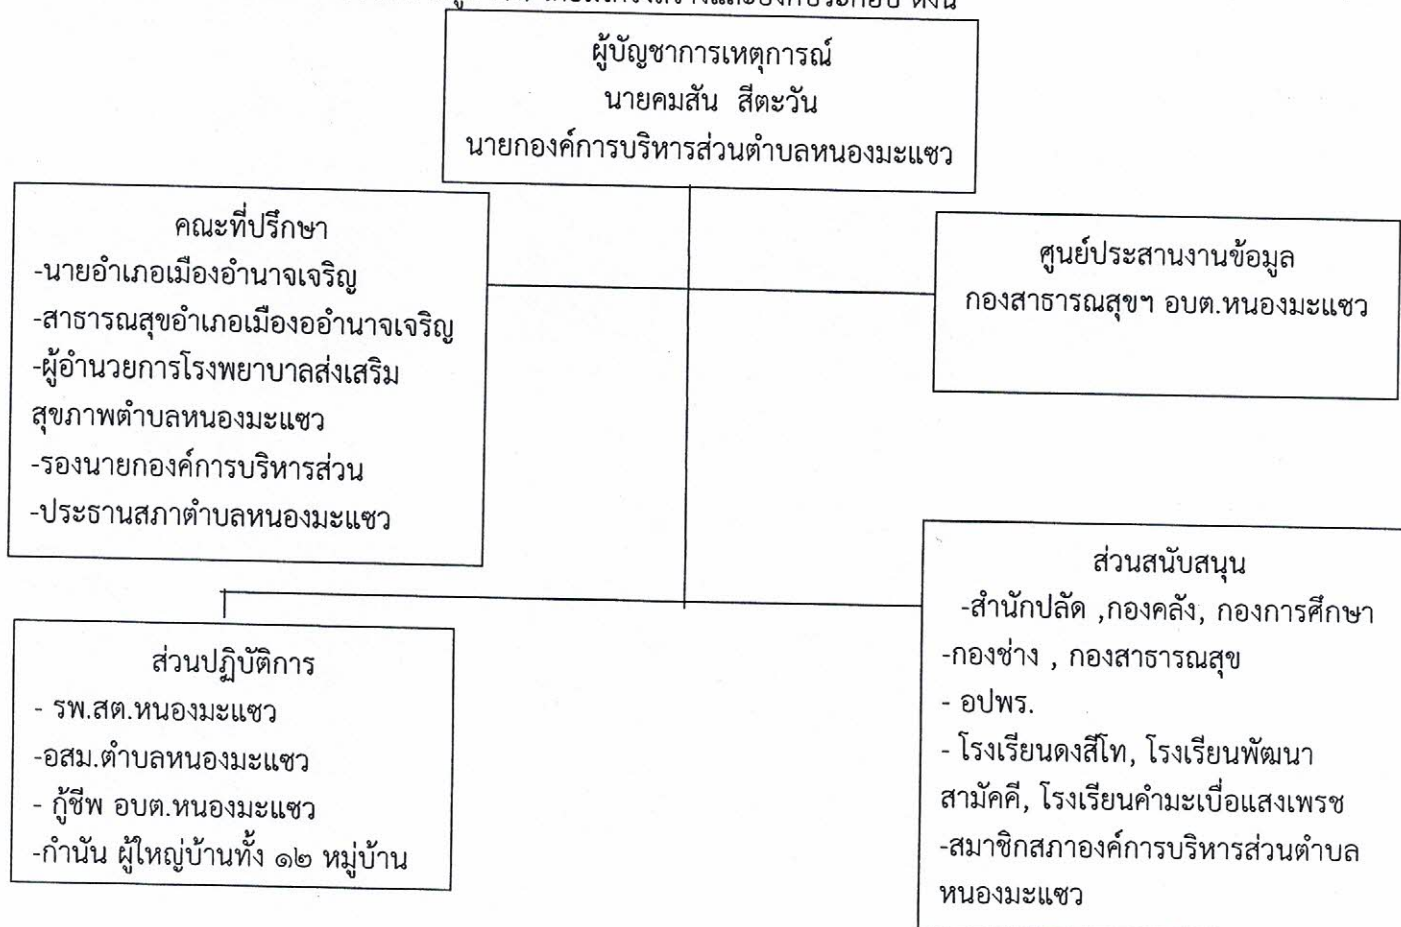 ผู้บัญชาการเหตุการณ์
นายคมสัน สีตะวัน
นายกองค์การบริหารส่วนตำบลหนองมะแซว
คณะที่ปรึกษา
-นายอำเภอเมืองอำนาจเจริญ
-สาธารณสุขอำเภอเมืองออำนาจเจริญ
-ผู้อำนวยการโรงพยาบาลส่งเสริม
สุขภาพตำบลหนองมะแซว
-รองนายกองค์การบริหารส่วน
-ประธานสภาตำบลหนองมะแซว
ศูนย์ประสานงานข้อมูล
กองสาธารณสุขฯ อบต.หนองมะแซว
ส่วนปฏิบัติการ
- รพ.สต.หนองมะแซว
-อสม.ตำบลหนองมะแซว
- กู้ชีพ อบต.หนองมะแซว
-กำนัน ผู้ใหญ่บ้านทั้ง ๑๒ หมู่บ้าน
ส่วนสนับสนุน
-สำนักปลัด ,กองคลัง, กองการศึกษา
-กองช่าง , กองสาธารณสุข
- อปพร.
- โรงเรียนดงสีโท, โรงเรียนพัฒนา
สามัคคี, โรงเรียนคำมะเบื่อแสงเพรช
-สมาชิกสภาองค์การบริหารส่วนตำบล
หนองมะแซว